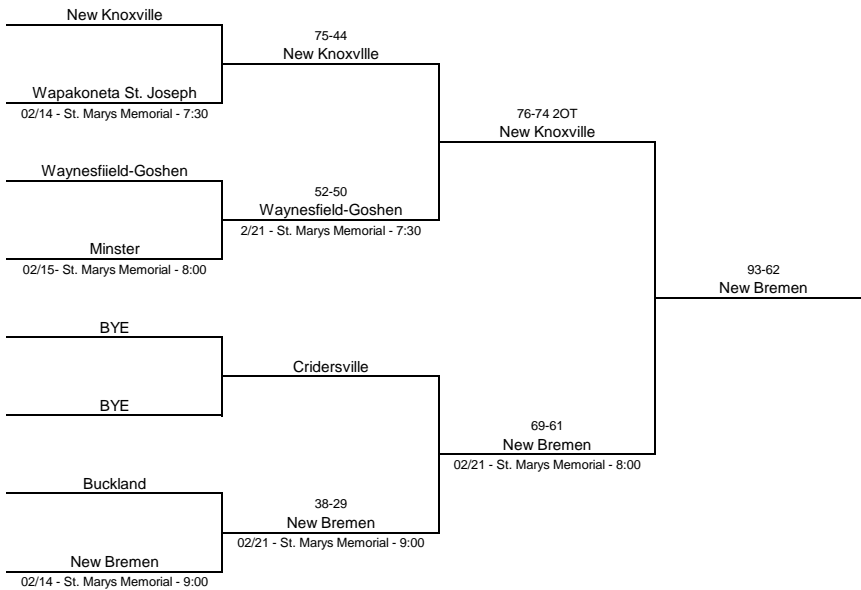 New Knoxville
75-44
New Knoxvllle
Wapakoneta St. Joseph
02/14 - St. Marys Memorial - 7:30
76-74 2OT
New Knoxville
Waynesfiield-Goshen
52-50
Waynesfield-Goshen
2/21 - St. Marys Memorial - 7:30
Minster
02/15- St. Marys Memorial - 8:00
93-62
New Bremen
BYE
Cridersville
BYE
69-61
New Bremen
02/21 - St. Marys Memorial - 8:00
Buckland
38-29
New Bremen
02/21 - St. Marys Memorial - 9:00
New Bremen
02/14 - St. Marys Memorial - 9:00